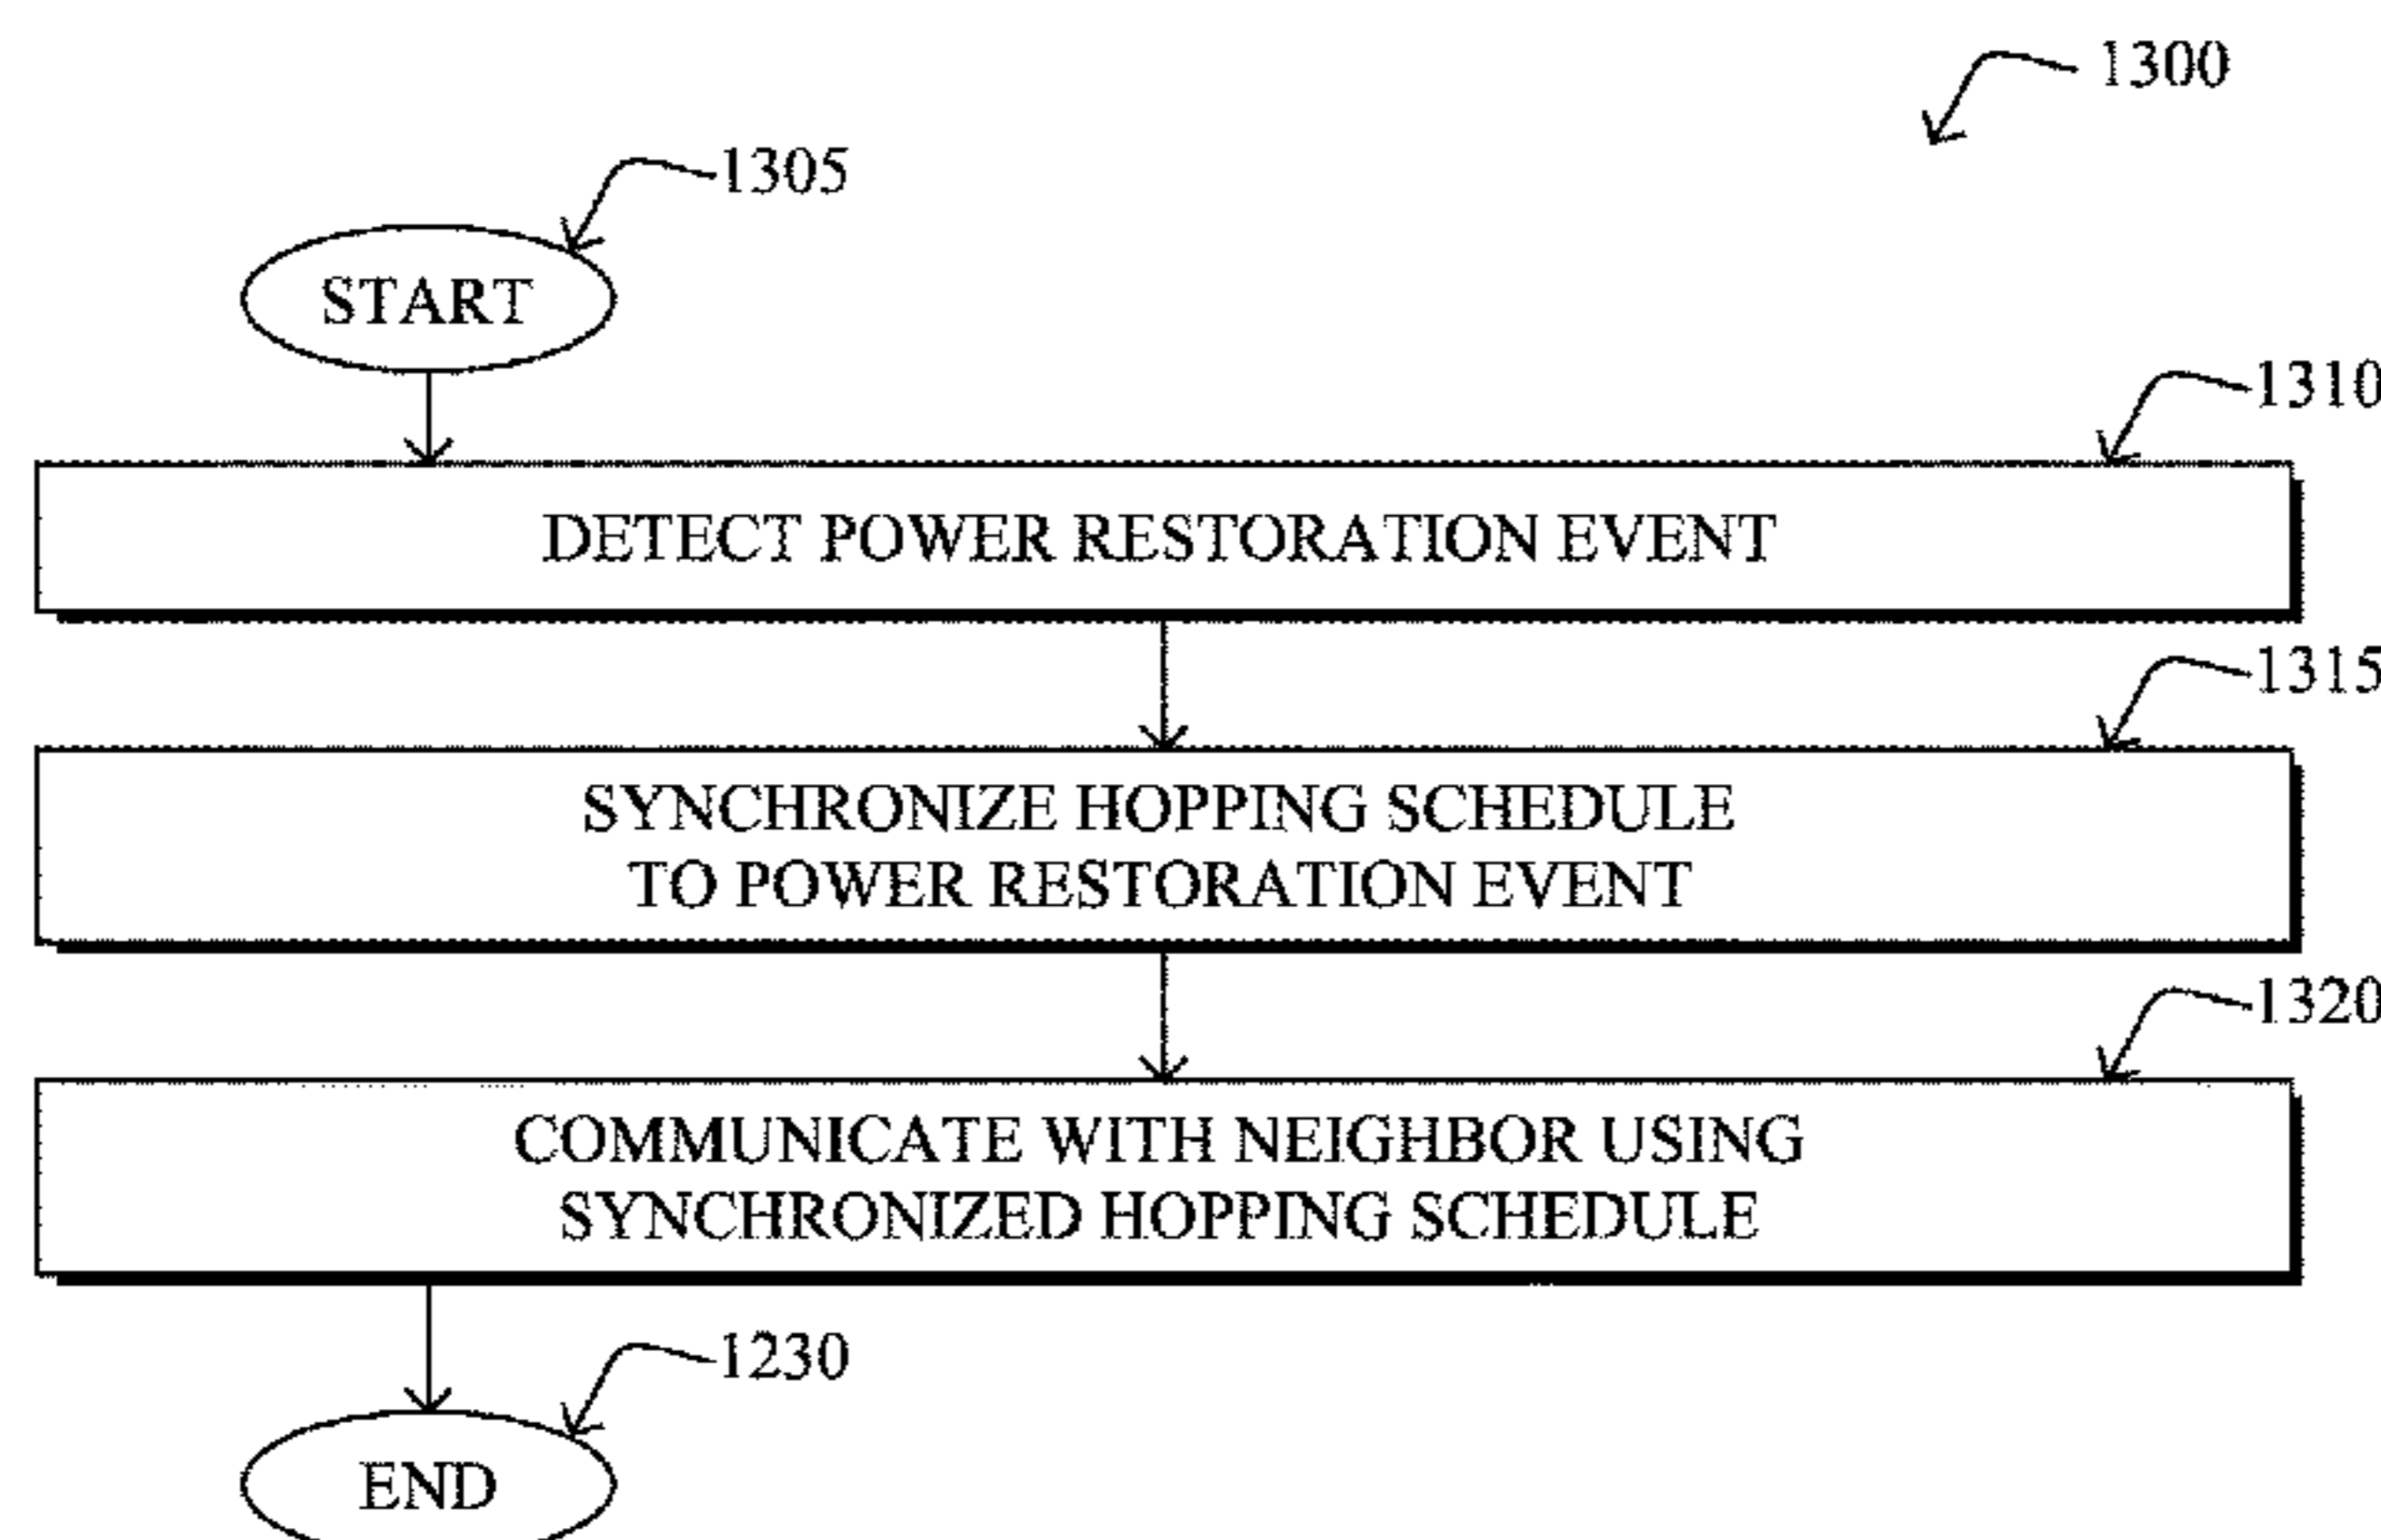 1300
1305
START
1310
DETECT POWER RESTORATION EVENT
1315
SYNCHRONIZE HOPPING SCHEDULE
TO POWER RESTORATION EVENT
1320
COMMUNICATE WITH NEIGHBOR USING
SYNCHRONIZED HOPPING SCHEDULE
1230
END